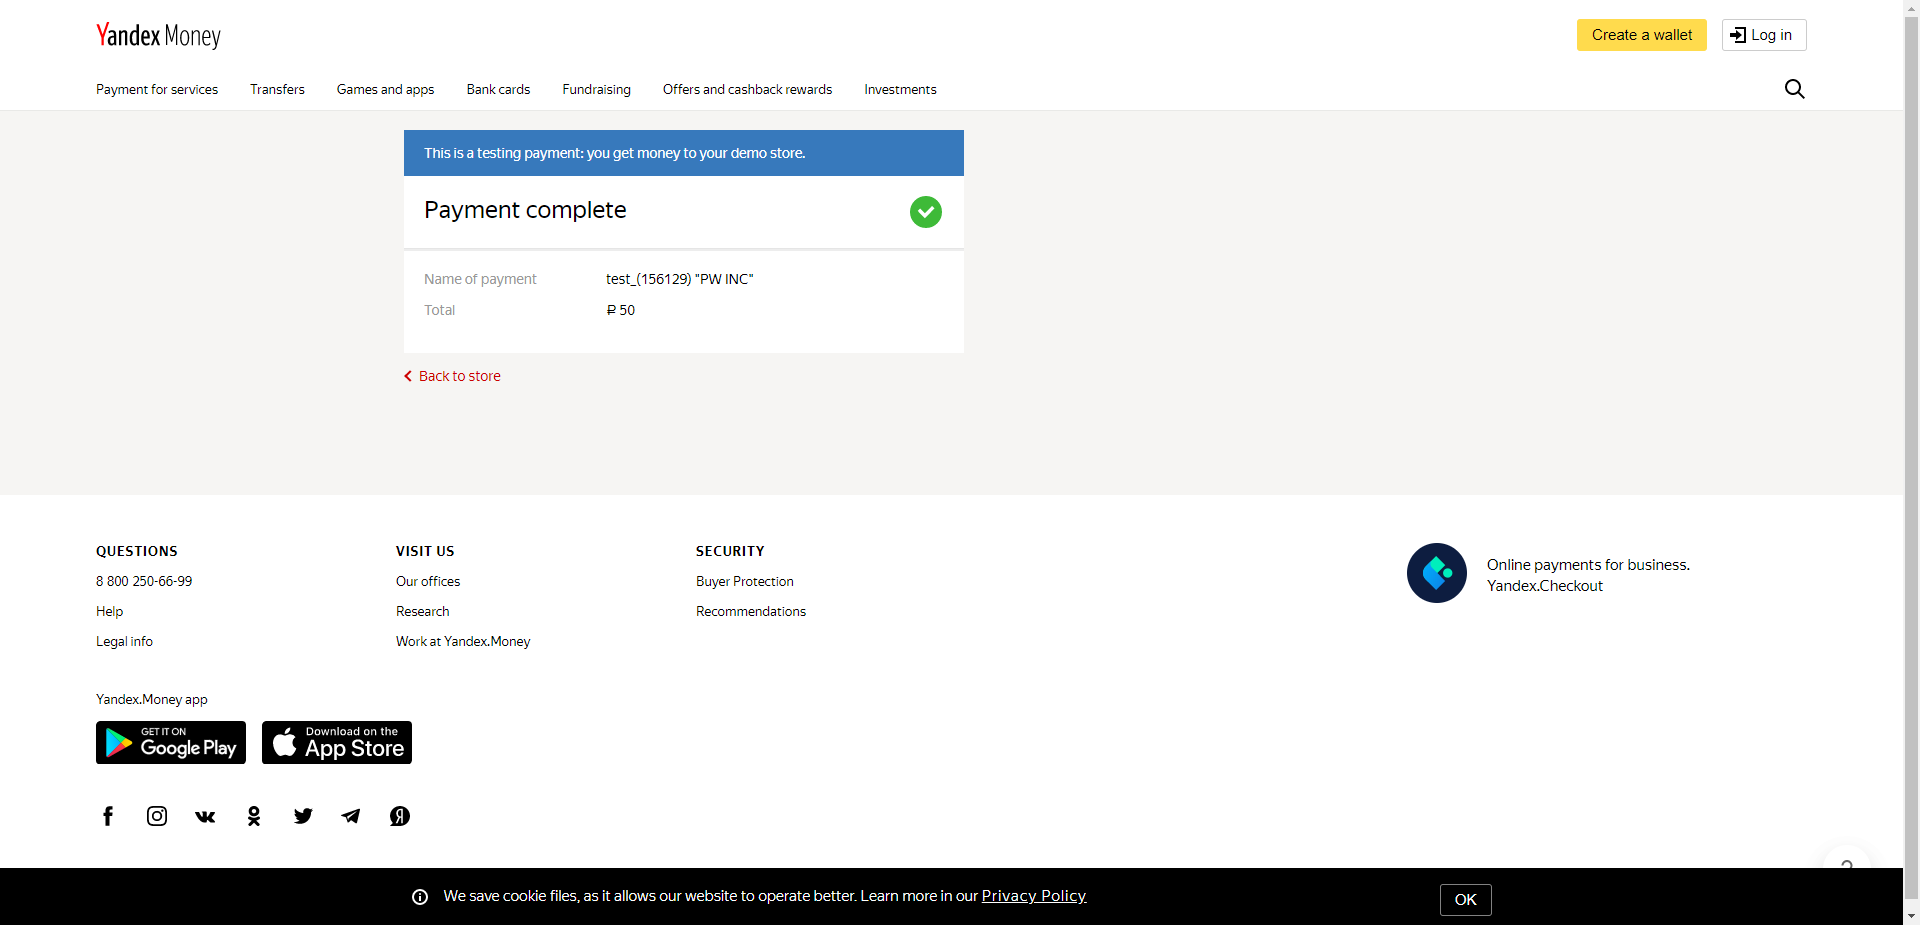 Yandex Money
Create a wallet
Log in
Payment for services
Transfers
Games and apps
Bank cards
Fundraising
Offers and cashback rewards
Investments
This is a testing payment: you get money to your demo store.
Payment complete
Name of payment
test_(156129) "PW INC"
Total
₽ 50
Back to store
QUESTIONS
8 800 250-66-99
Help
Legal info
VISIT US
Our offices
Research
Work at Yandex.Money
SECURITY
Buyer Protection
Recommendations
Online payments for business.
Yandex.Checkout
Yandex.Money app
GET IT ON
Google Play
Download on the
App Store
We save cookie files, as it allows our website to operate better. Learn more in our Privacy Policy
OK